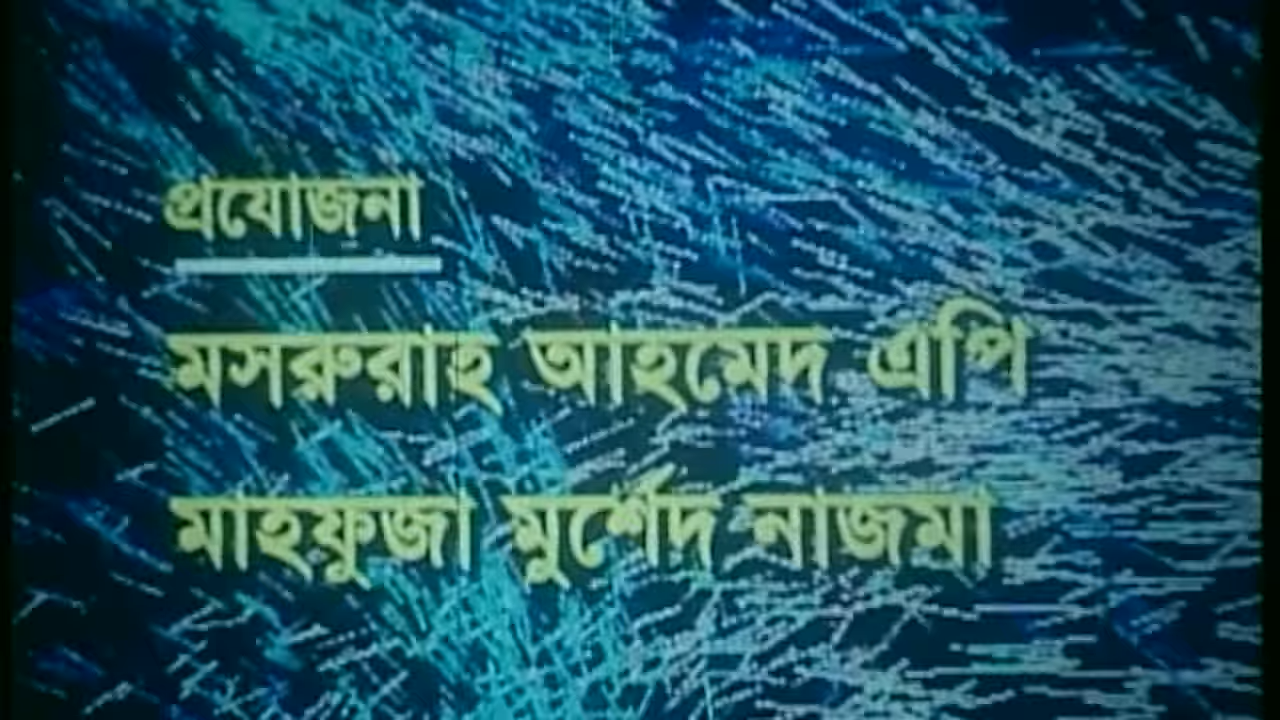 প্রযোজনা
মসরুরাহ আহমেদ এপি
মাহফুজা মুর্শেদ নাজমা